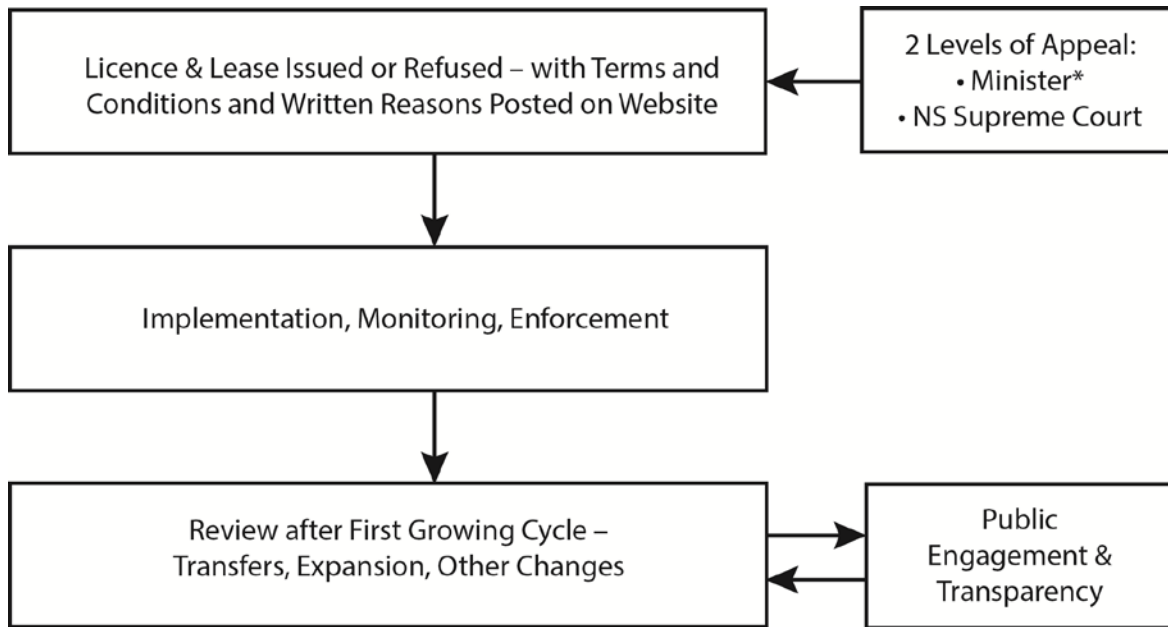 Licence & Lease Issued or Refused – with Terms and
Conditions and Written Reasons Posted on Website
2 Levels of Appeal:
• Minister*
• NS Supreme Court
Implementation, Monitoring, Enforcement
Review after First Growing Cycle –
Transfers, Expansion, Other Changes
Public
Engagement &
Transparency